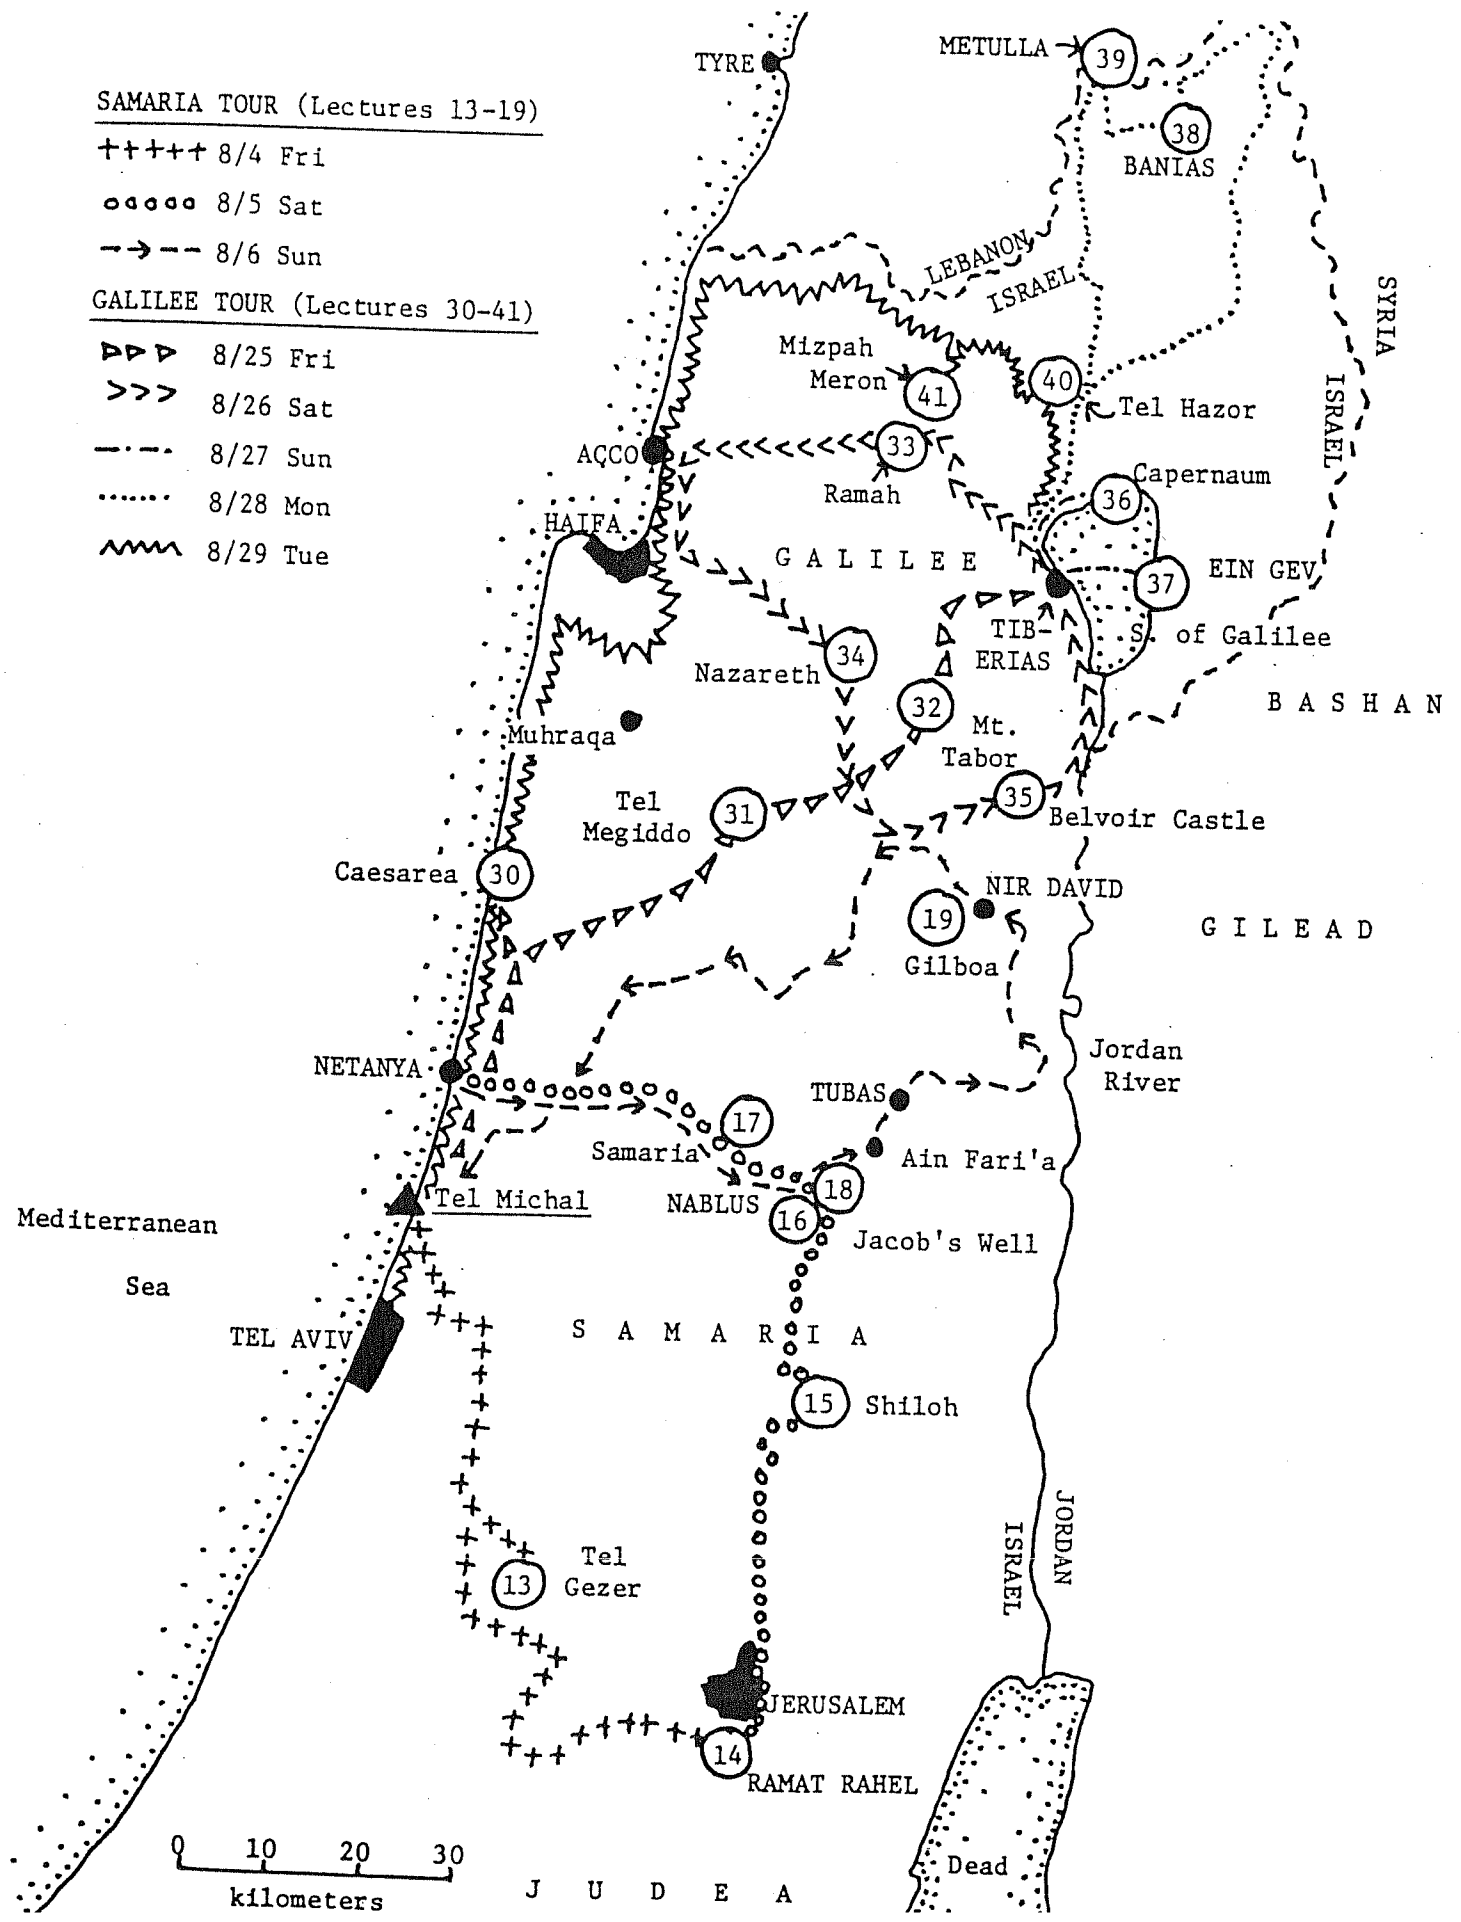 SAMARIA TOUR (Lectures 13-19)
+++++ 8/4 Fri
8/5 Sat
8/6 Sun
GALILEE TOUR (Lectures 30-41)
8/25 Fri
>>> 8/26 Sat
8/27 Sun
8/28 Mon
8/29 Tue
TYRE
METULLA
39
38
BANIAS
LEBANON
ISRAEL
SYRIA
ISRAEL
Mizpah
Meron
41
40
Tel Hazor
33
Ramah
ACCO
Capernaum
36
HAIFA
GALILEE
EIN GEV
37
TIB-
ERIAS
S. of Galilee
34
Nazareth
32
BASHAN
Muhraqa
Mt.
Tabor
Tel
Megiddo
31
35
Belvoir Castle
Caesarea
30
NIR DAVID
19
Gilboa
GILEAD
NETANYA
Jordan
River
TUBAS
17
Samaria
Ain Fari'a
18
NABLUS
16
Jacob's Well
Tel Michal
Mediterranean
Sea
TEL AVIV
SAMARIA
15
Shiloh
JORDAN
ISRAEL
Tel
Gezer
13
JERUSALEM
14
RAMAT RAHEL
0 10 20 30
kilometers
JUDEA
Dead